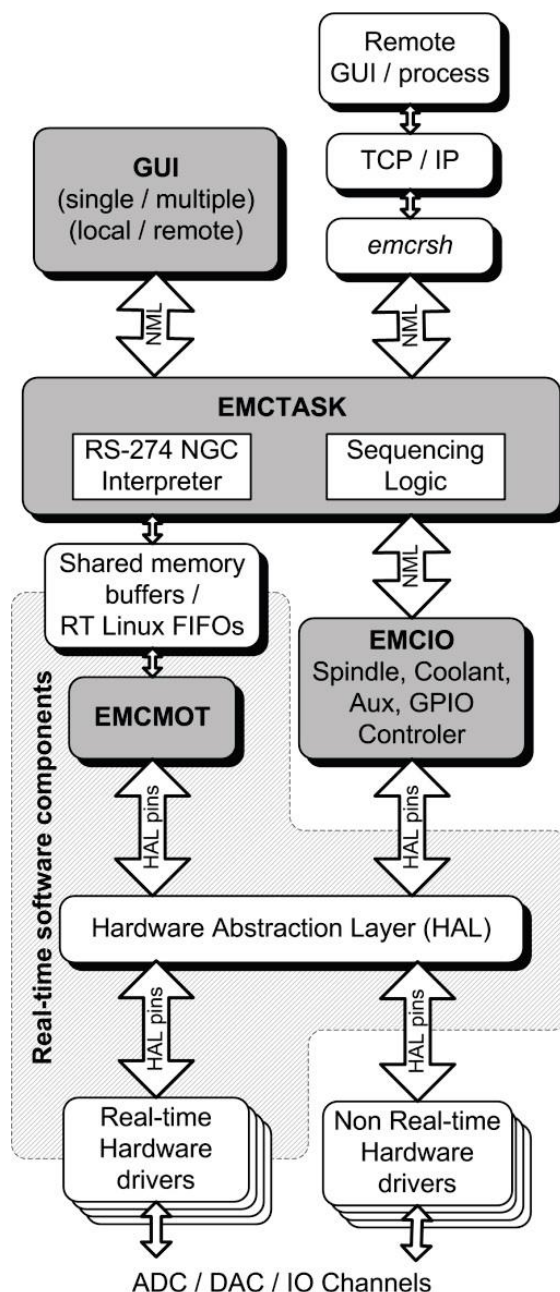 Remote
GUI / process
TCP / IP
emcrsh
GUI
(single / multiple)
(local / remote)
NML
NML
EMCTASK
RS-274 NGC
Interpreter
Sequencing
Logic
Shared memory
buffers /
RT Linux FIFOs
NML
EMCMOT
EMCIO
Spindle, Coolant,
Aux, GPIO
Controler
Real-time software components
HAL pins
HAL pins
Hardware Abstraction Layer (HAL)
HAL pins
HAL pins
Real-time
Hardware
drivers
Non Real-time
Hardware
drivers
ADC / DAC / IO Channels